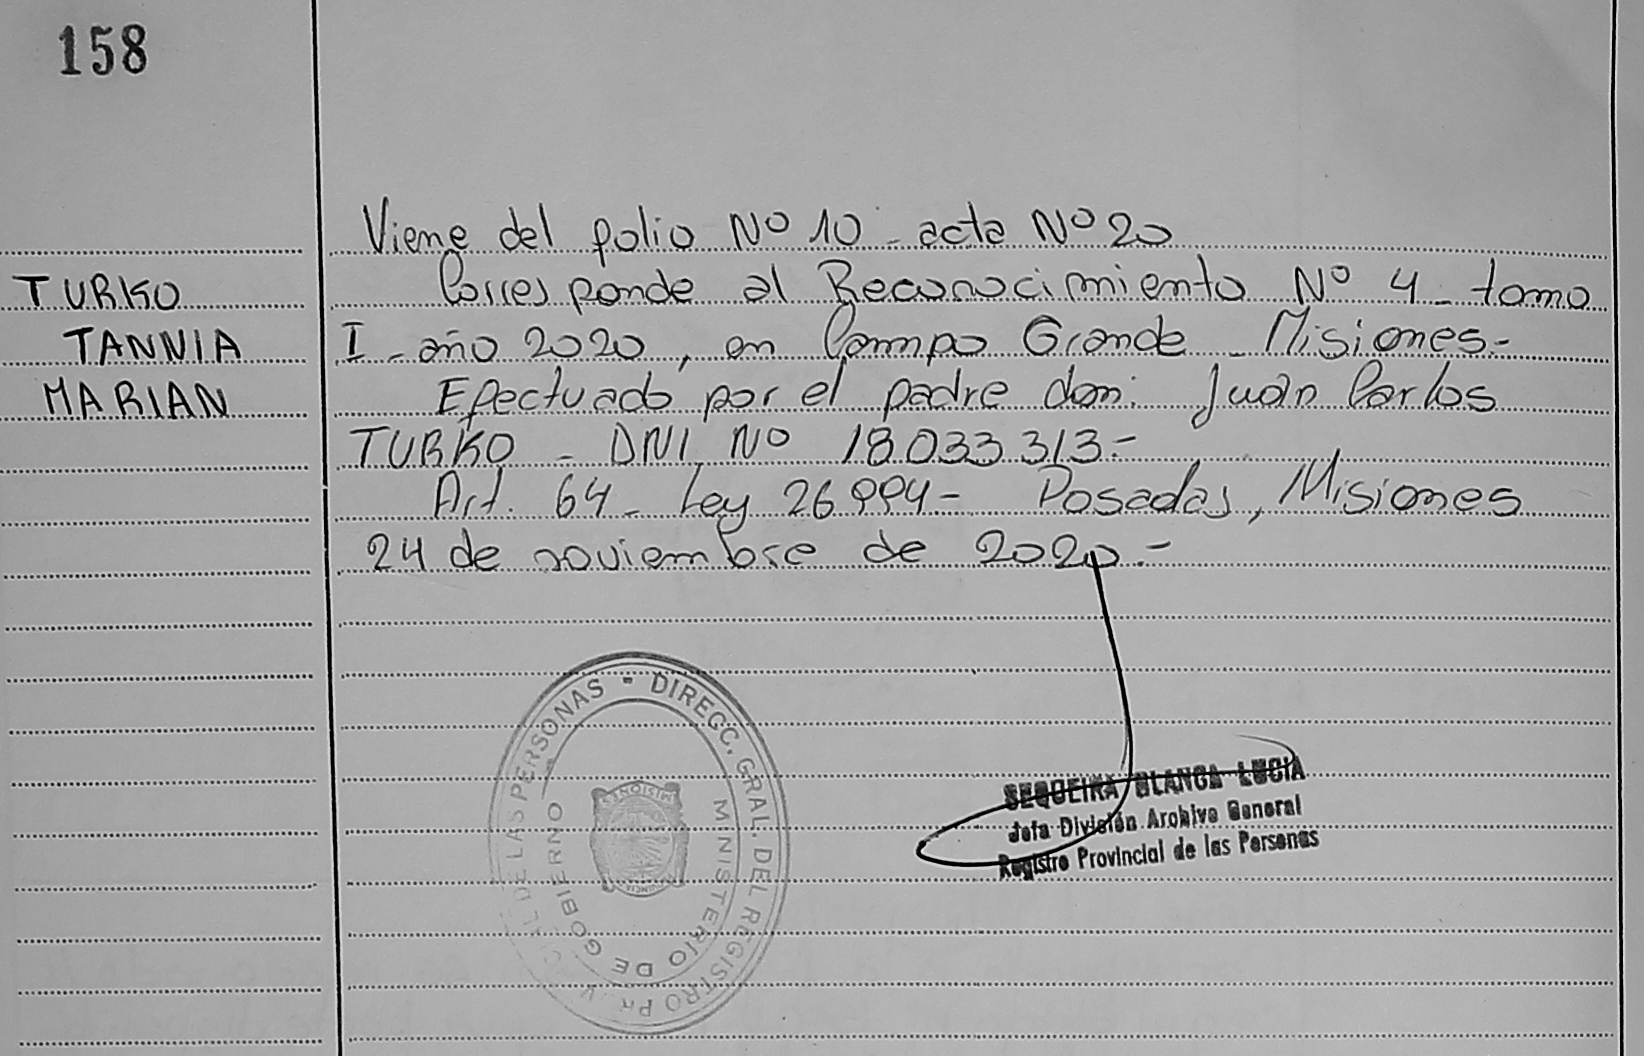 158
Viene del folio Nº 10 - acta Nº 20
TURKO
Corresponde al Reconocimiento Nº 4 - tomo
TANNIA
I - año 2020, en Campo Grande - Misiones.-
MARIAN
Efectuado por el padre don: Juan Carlos
TURKO - DNI Nº 18.033.313.-
Art. 64 - Ley 26.994 - Posadas, Misiones
24 de noviembre de 2020.-
DIRECC. GRAL. DEL REGISTRO PROVINCIAL DE LAS PERSONAS
MINISTERIO DE GOBIERNO
MISIONES
PROVINCIA
SEQUEIRA BLANCA LUCIA
Jefa División Archivo General
Registro Provincial de las Personas